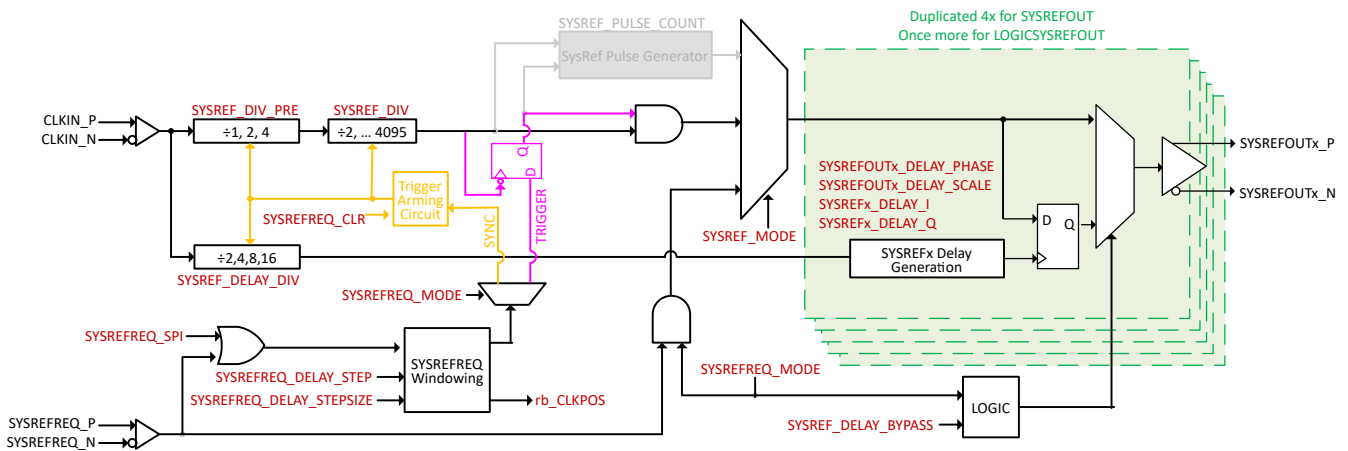 Duplicated 4x for SYSREFOUT
Once more for LOGICSYSREFOUT
SYSREF_PULSE_COUNT
SysRef Pulse Generator
SYSREF_DIV_PRE
SYSREF_DIV
CLKIN_P
CLKIN_N
÷1, 2, 4
÷2, ... 4095
Q
D
SYSREFOUTx_P
SYSREFOUTx_N
Trigger
Arming
Circuit
SYSREFREQ_CLR
SYNC
TRIGGER
SYSREFOUTx_DELAY_PHASE
SYSREFOUTx_DELAY_SCALE
SYSREFx_DELAY_I
SYSREFx_DELAY_Q
D
Q
SYSREF_MODE
÷2,4,8,16
SYSREF_DELAY_DIV
SYSREFx Delay
Generation
SYSREFREQ_MODE
SYSREFREQ_SPI
SYSREFREQ
Windowing
SYSREFREQ_DELAY_STEP
SYSREFREQ_DELAY_STEPSIZE
rb_CLKPOS
SYSREFREQ_MODE
LOGIC
SYSREF_DELAY_BYPASS
SYSREFREQ_P
SYSREFREQ_N